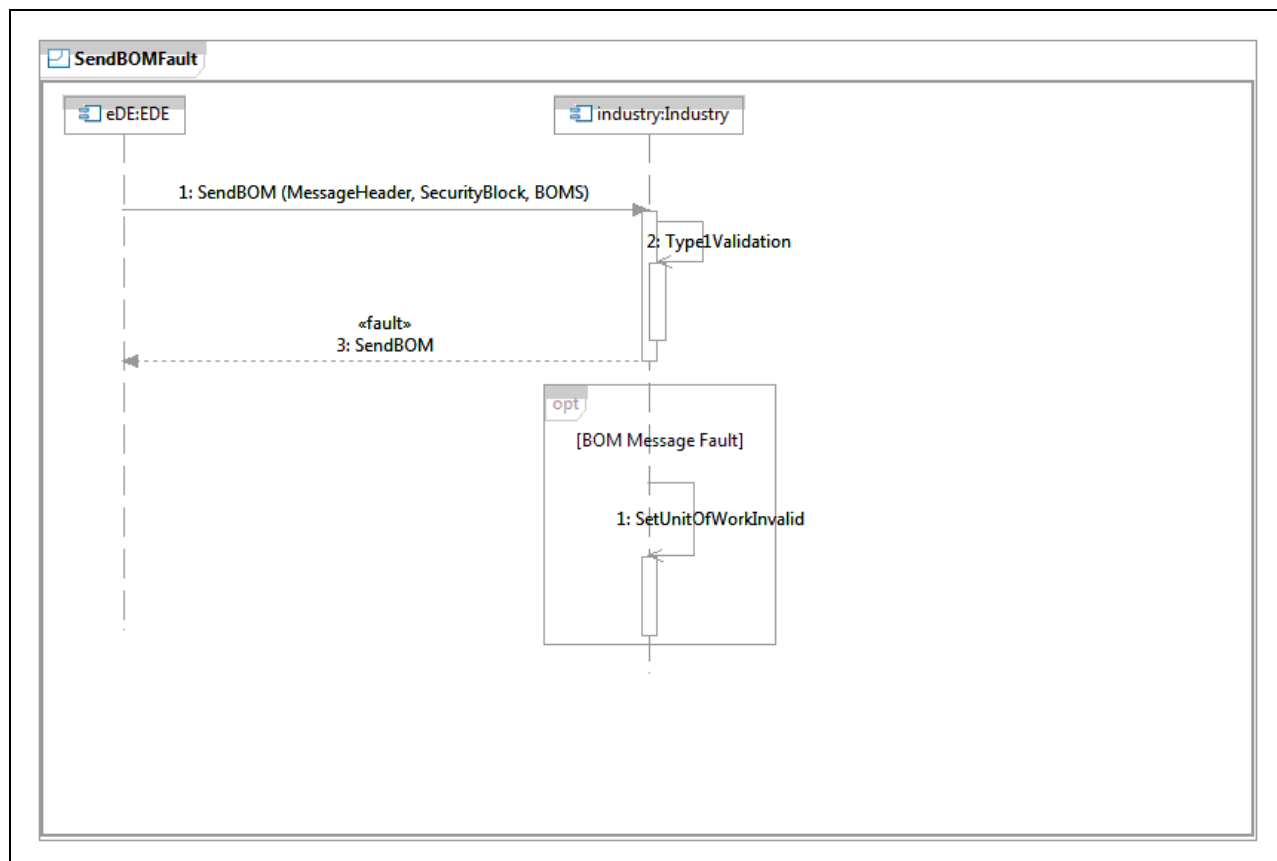 SendBOMFault
eDE:EDE
industry:Industry
1: SendBOM (MessageHeader, SecurityBlock, BOMS)
2: Type1Validation
«fault»
3: SendBOM
opt
[BOM Message Fault]
1: SetUnitOfWorkInvalid